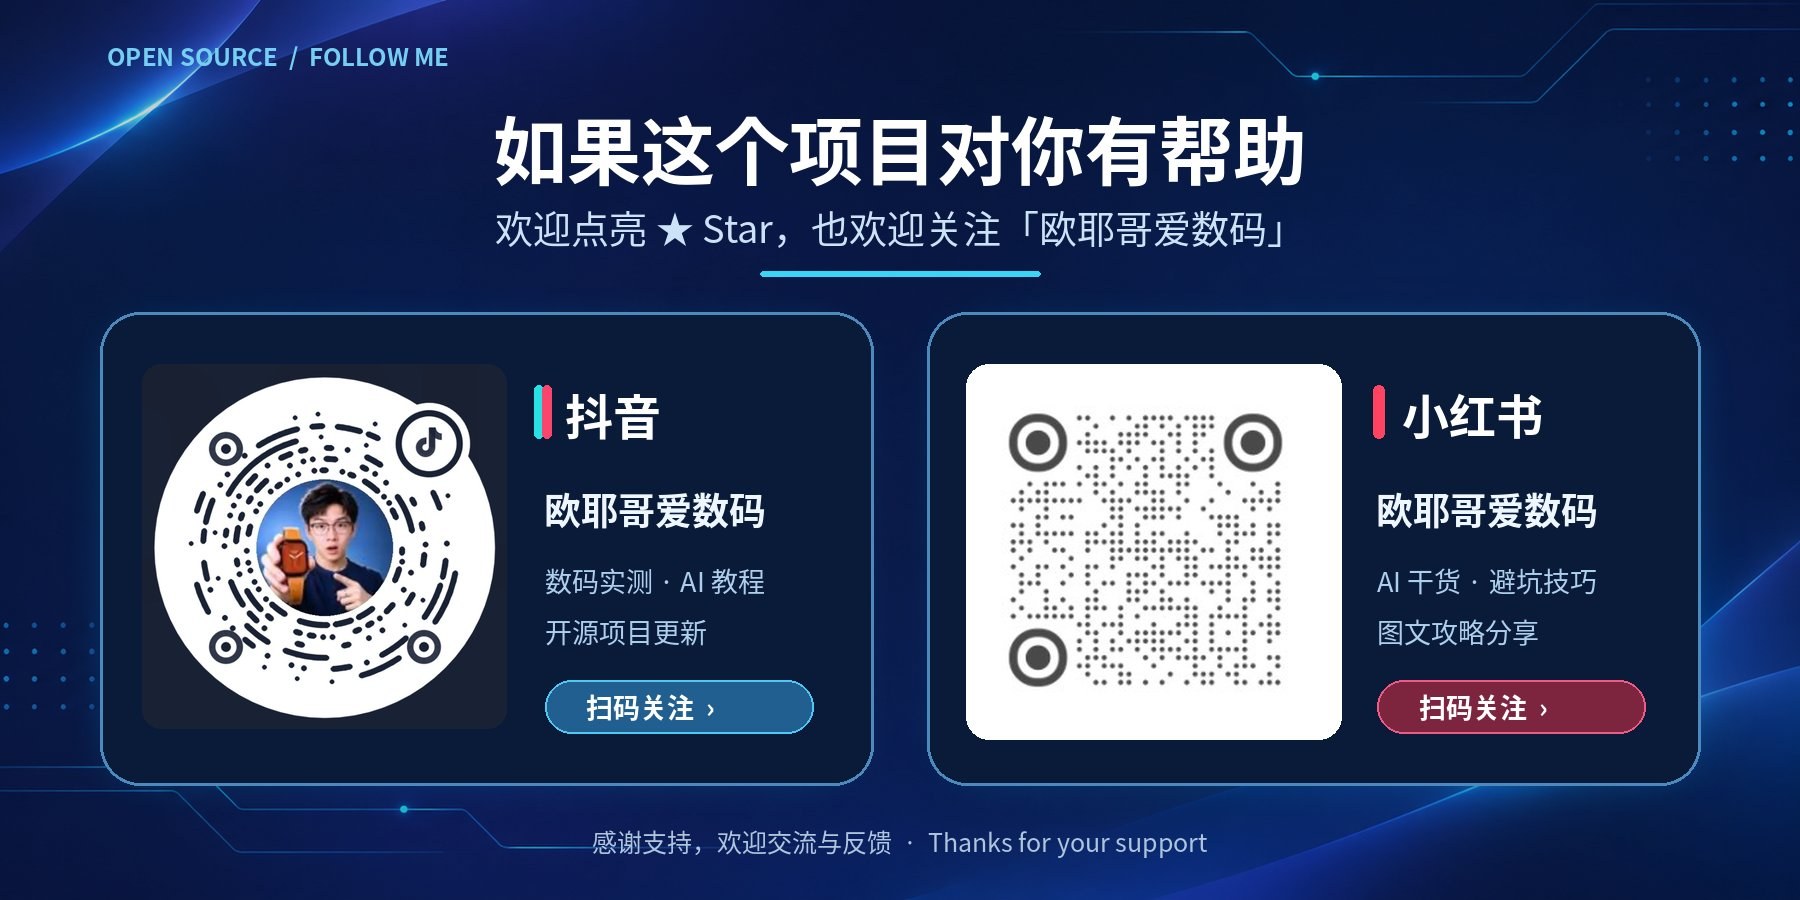 OPEN SOURCE / FOLLOW ME
如果这个项目对你有帮助
欢迎点亮 ★ Star，也欢迎关注「欧耶哥爱数码」
抖音
欧耶哥爱数码
数码实测 · AI 教程
开源项目更新
扫码关注 ›
小红书
欧耶哥爱数码
AI 干货 · 避坑技巧
图文攻略分享
扫码关注 ›
感谢支持，欢迎交流与反馈 · Thanks for your support